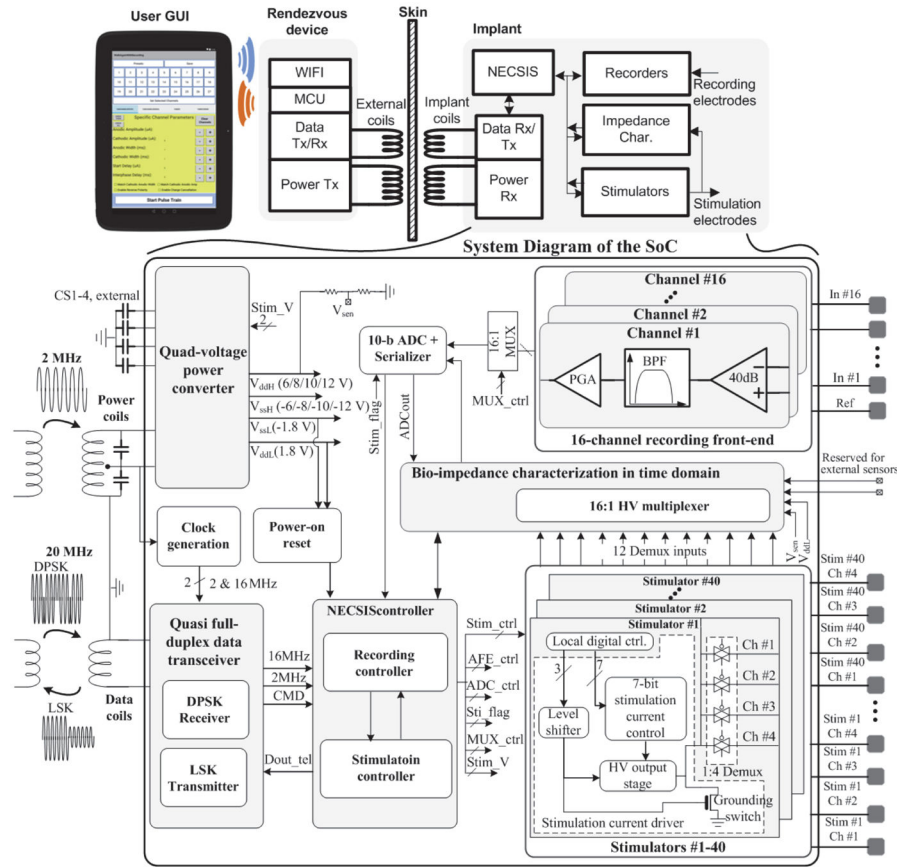 User GUI
Rendezvous
device
Skin
Implant
WIFI
MCU
Data
Tx/Rx
Power Tx
External
coils
Implant
coils
NECSIS
Data Rx/
Tx
Power
Rx
Recorders
Impedance
Char.
Stimulators
Recording
electrodes
Stimulation
electrodes
Specific Channel Parameters
Start Pulse Train
System Diagram of the SoC
CS1-4, external
2 MHz
Power
coils
Quad-voltage
power
converter
Stim_V
2
Vsen
VddH (6/8/10/12 V)
VssH (-6/-8/-10/-12 V)
VssL(-1.8 V)
VddL(1.8 V)
10-b ADC +
Serializer
Stim_flag
ADCout
16:1
MUX
MUX_ctrl
Channel #16
Channel #2
Channel #1
PGA
BPF
40dB
16-channel recording front-end
In #16
In #1
Ref
Bio-impedance characterization in time domain
16:1 HV multiplexer
Reserved for
external sensors
Vsen
VddL
12 Demux inputs
Clock
generation
Power-on
reset
2
2 & 16MHz
20 MHz
DPSK
LSK
Data
coils
Quasi full-
duplex data
transceiver
DPSK
Receiver
LSK
Transmitter
16MHz
2MHz
CMD
Dout_tel
NECSIScontroller
Recording
controller
Stimulatoin
controller
Stim_ctrl
AFE_ctrl
ADC_ctrl
Sti_flag
MUX_ctrl
Stim_V
Stimulator #40
Stimulator #2
Stimulator #1
Local digital ctrl.
3
7
Level
shifter
7-bit
stimulation
current
control
HV output
stage
Ch #1
Ch #2
Ch #3
Ch #4
1:4 Demux
Grounding
switch
Stimulation current driver
Stimulators #1-40
Stim #40
Ch #4
Stim #40
Ch #3
Stim #40
Ch #2
Stim #40
Ch #1
Stim #1
Ch #4
Stim #1
Ch #3
Stim #1
Ch #2
Stim #1
Ch #1